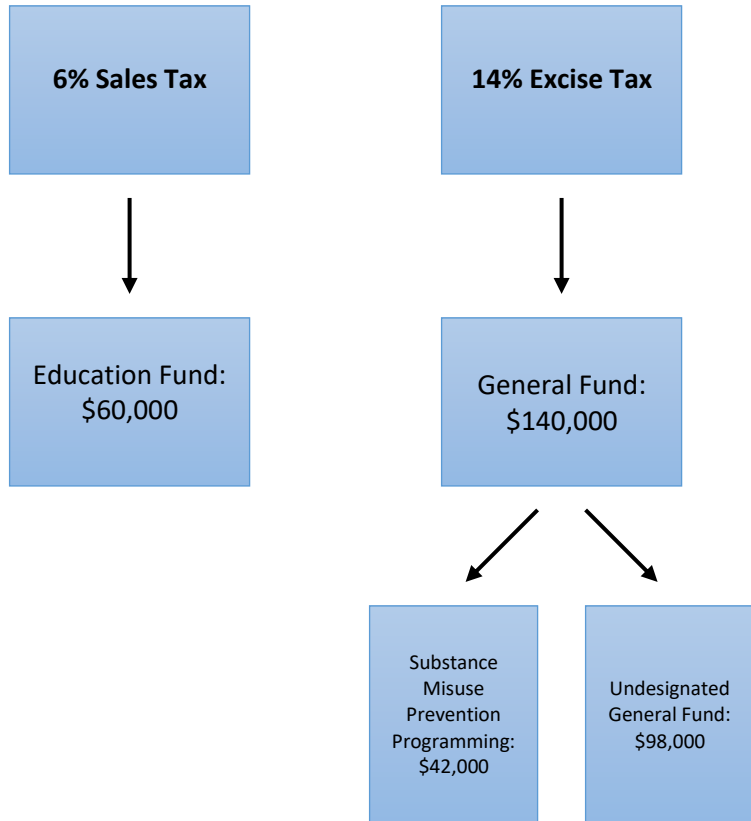 6% Sales Tax
14% Excise Tax
Education Fund:
$60,000
General Fund:
$140,000
Substance
Misuse
Prevention
Programming:
$42,000
Undesignated
General Fund:
$98,000